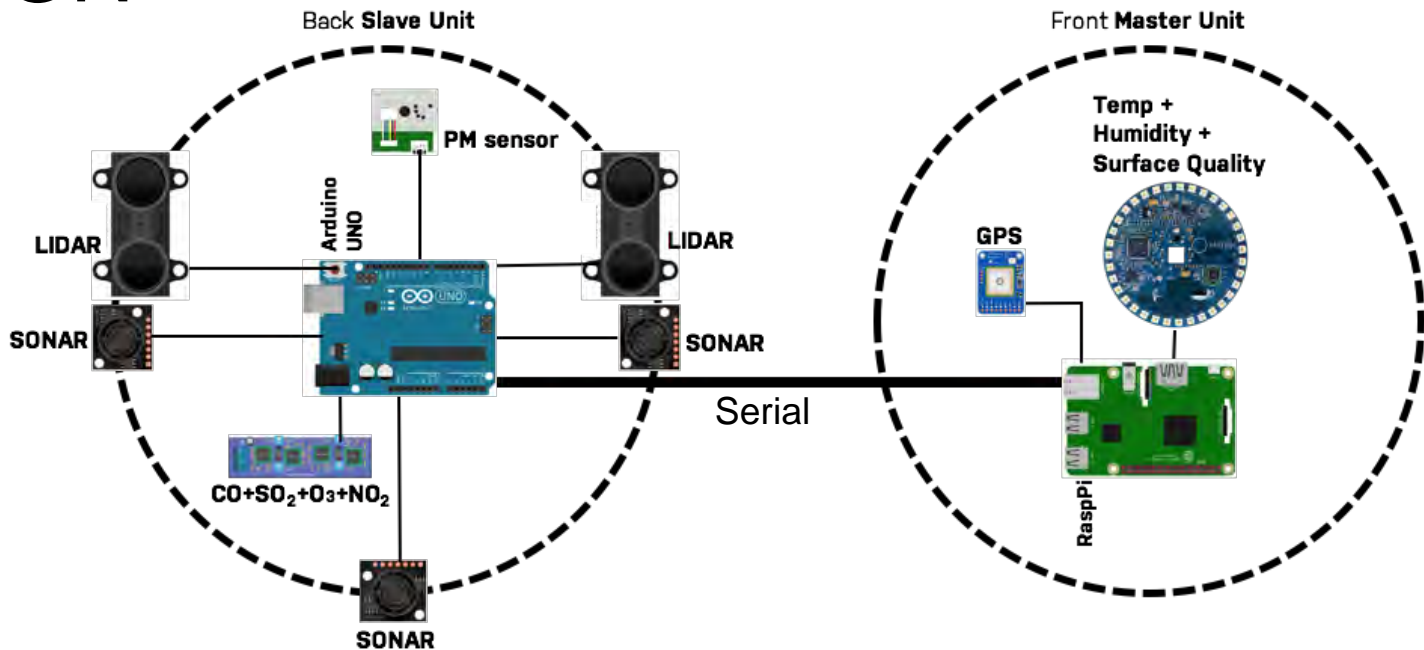 Back Slave Unit
Front Master Unit
PM sensor
LIDAR
Arduino
UNO
LIDAR
SONAR
UNO
SONAR
CO+SO₂+O₃+NO₂
SONAR
Serial
Temp +
Humidity +
Surface Quality
GPS
RaspPi